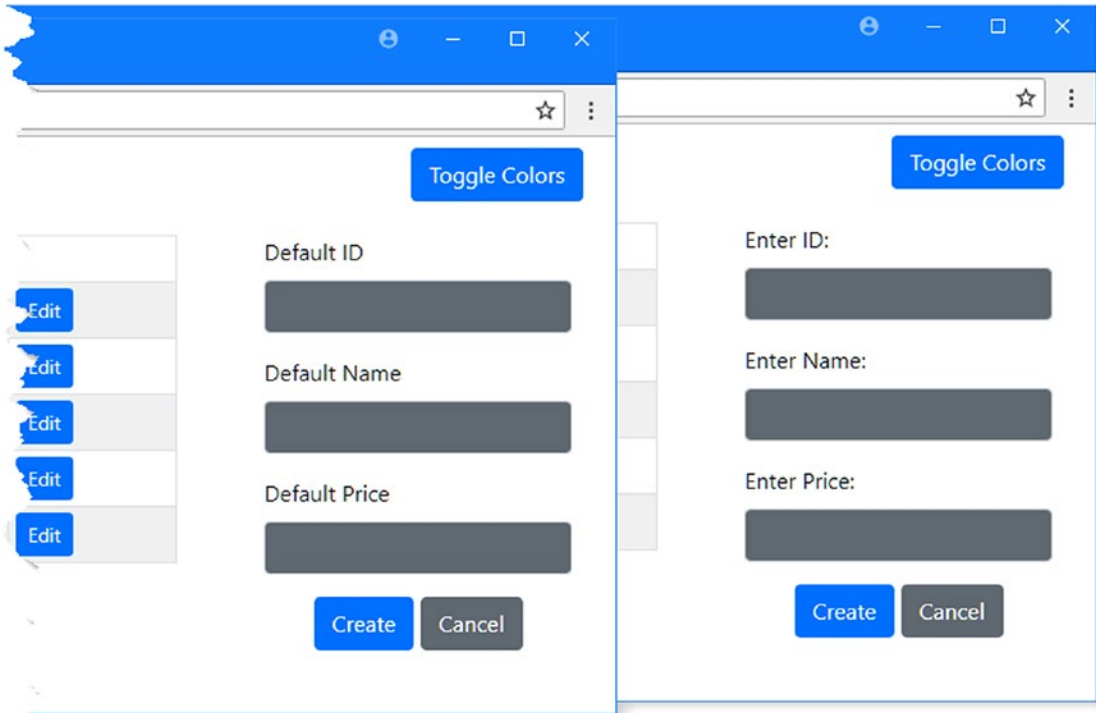 Toggle Colors
Default ID
Edit
Edit
Default Name
Edit
Edit
Default Price
Edit
Create Cancel
Toggle Colors
Enter ID:
Enter Name:
Enter Price:
Create Cancel